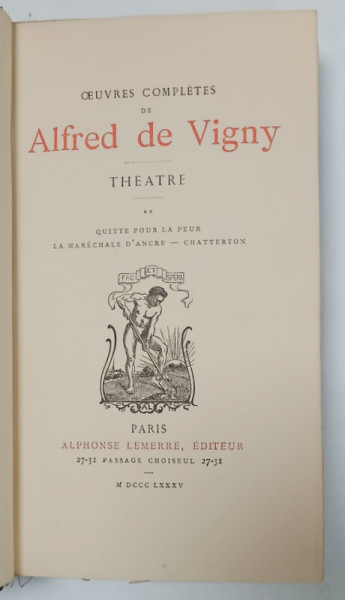 ŒUVRES COMPLÈTES
DE
Alfred de Vigny
THEATRE
**
QUITTE POUR LA PEUR
LA MARÉCHALE D'ANCRE — CHATTERTON
FAC ET SPERA
AL
PARIS
ALPHONSE LEMERRE, ÉDITEUR
27-31 PASSAGE CHOISEUL 27-31
—
M DCCC LXXXV